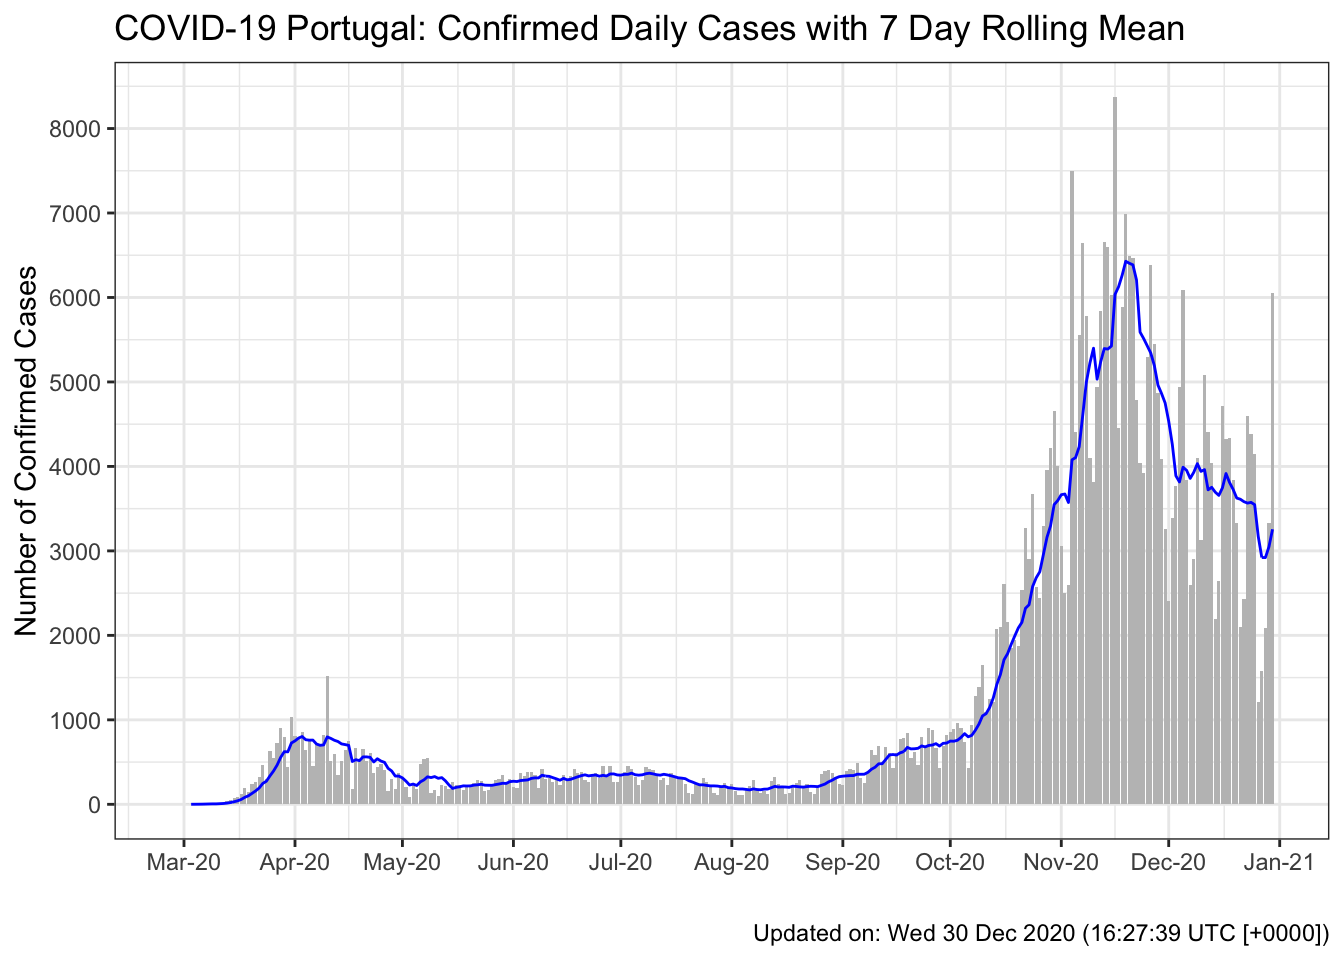 COVID-19 Portugal: Confirmed Daily Cases with 7 Day Rolling Mean
Number of Confirmed Cases
8000
7000
6000
5000
4000
3000
2000
1000
0
Mar-20 Apr-20 May-20 Jun-20 Jul-20 Aug-20 Sep-20 Oct-20 Nov-20 Dec-20 Jan-21
Updated on: Wed 30 Dec 2020 (16:27:39 UTC [+0000])